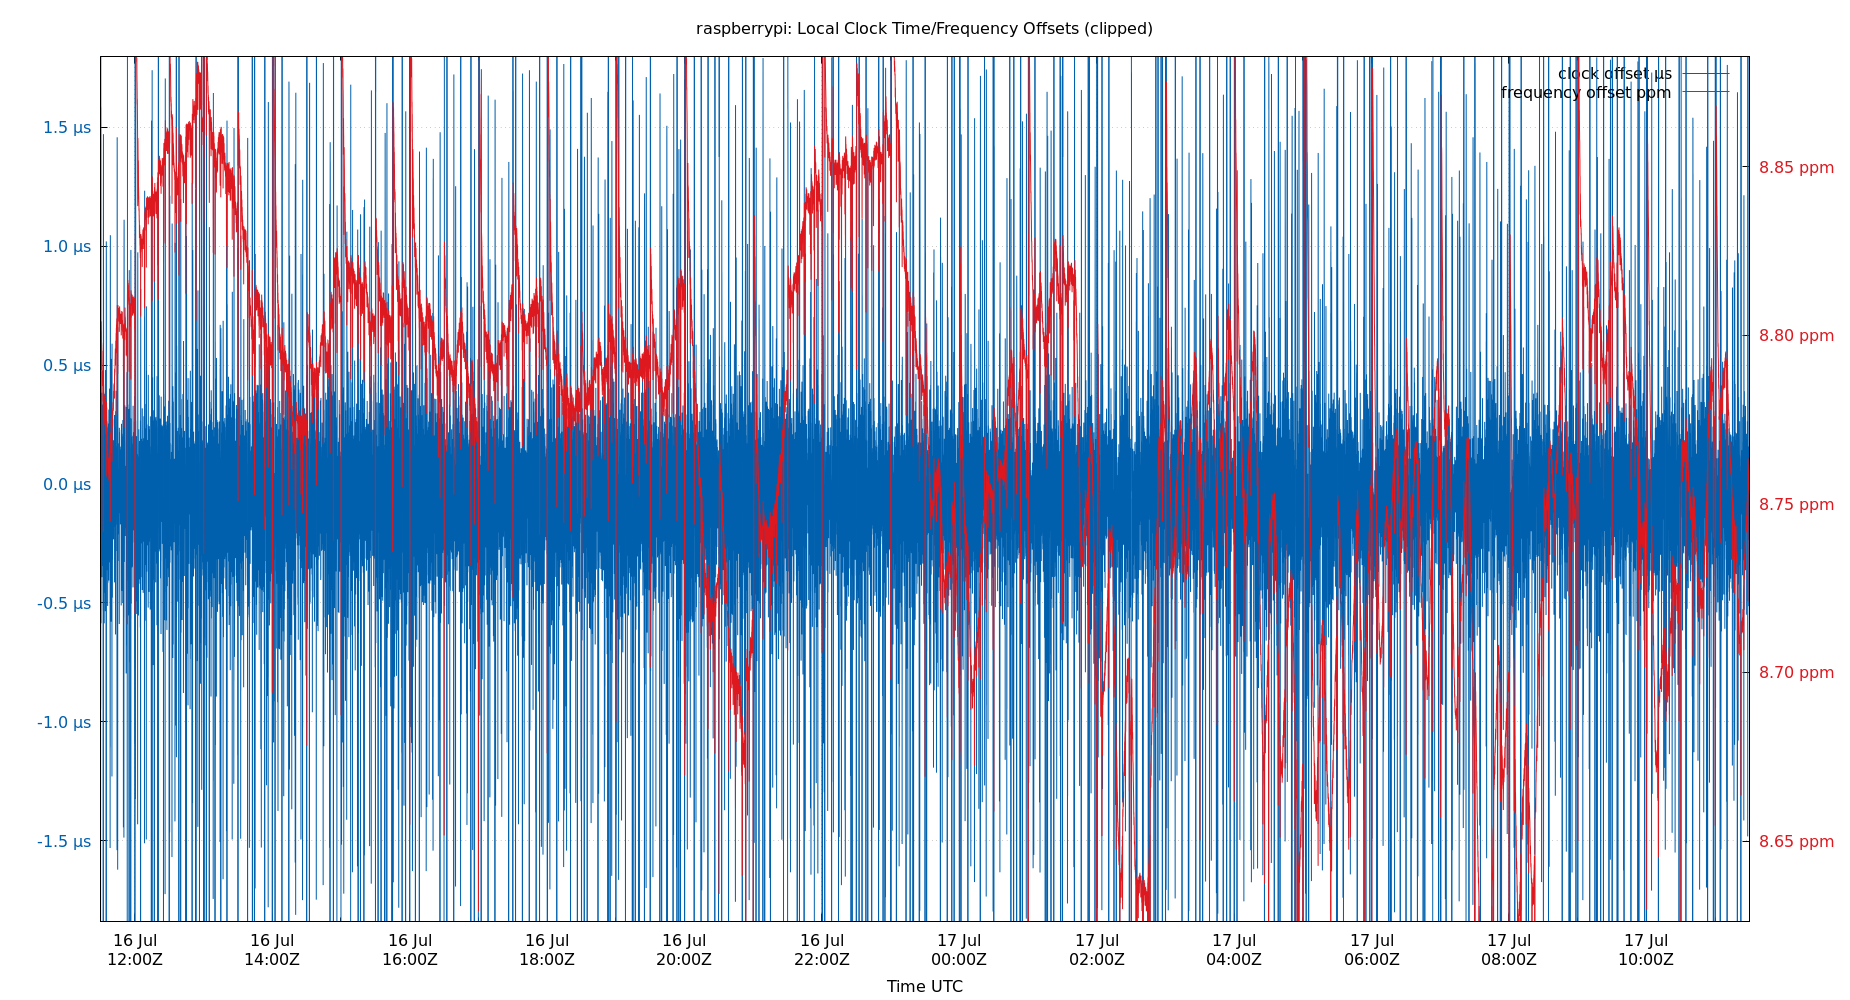 raspberrypi: Local Clock Time/Frequency Offsets (clipped)
clock offset µs
frequency offset ppm
1.5 µs
1.0 µs
0.5 µs
0.0 µs
-0.5 µs
-1.0 µs
-1.5 µs
8.85 ppm
8.80 ppm
8.75 ppm
8.70 ppm
8.65 ppm
16 Jul 16 Jul 16 Jul 16 Jul 16 Jul 16 Jul 17 Jul 17 Jul 17 Jul 17 Jul 17 Jul 17 Jul
12:00Z 14:00Z 16:00Z 18:00Z 20:00Z 22:00Z 00:00Z 02:00Z 04:00Z 06:00Z 08:00Z 10:00Z
Time UTC